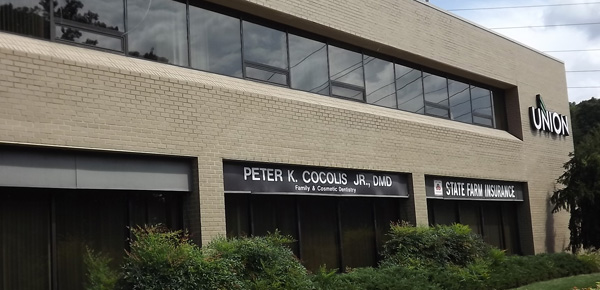 UNION
PETER K. COCOLIS JR., DMD
Family & Cosmetic Dentistry
STATE FARM INSURANCE